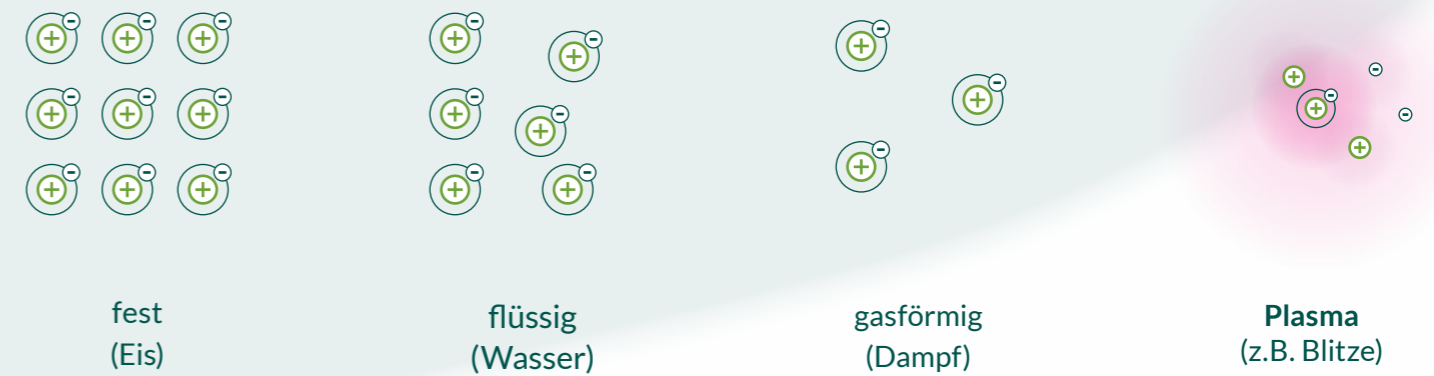 fest
(Eis)
flüssig
(Wasser)
gasförmig
(Dampf)
Plasma
(z.B. Blitze)